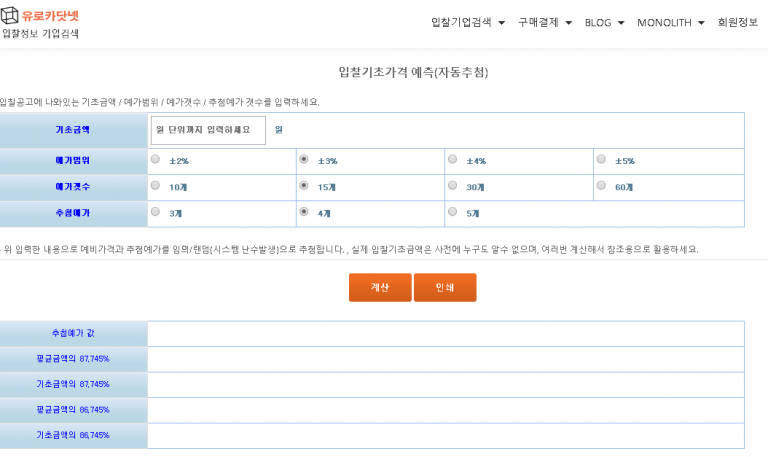 유로카닷넷
입찰정보 기업검색
입찰기업검색 구매결제 BLOG MONOLITH 회원정보
입찰기초가격 예측(자동추첨)
입찰공고에 나와있는 기초금액 / 예가범위 / 예가갯수 / 추첨예가 갯수를 입력하세요.
기초금액 원 단위까지 입력하세요 원
예가범위 ±2% ±3% ±4% ±5%
예가갯수 10개 15개 30개 60개
추첨예가 3개 4개 5개
위 입력한 내용으로 예비가격과 추첨예가를 임의/랜덤(시스템 난수발생)으로 추첨합니다. , 실제 입찰기초금액은 사전에 누구도 알수 없으며, 여러번 계산해서 참조용으로 활용하세요.
계산 인쇄
추첨예가 값
평균금액의 87,745%
기초금액의 87,745%
평균금액의 86,745%
기초금액의 86,745%